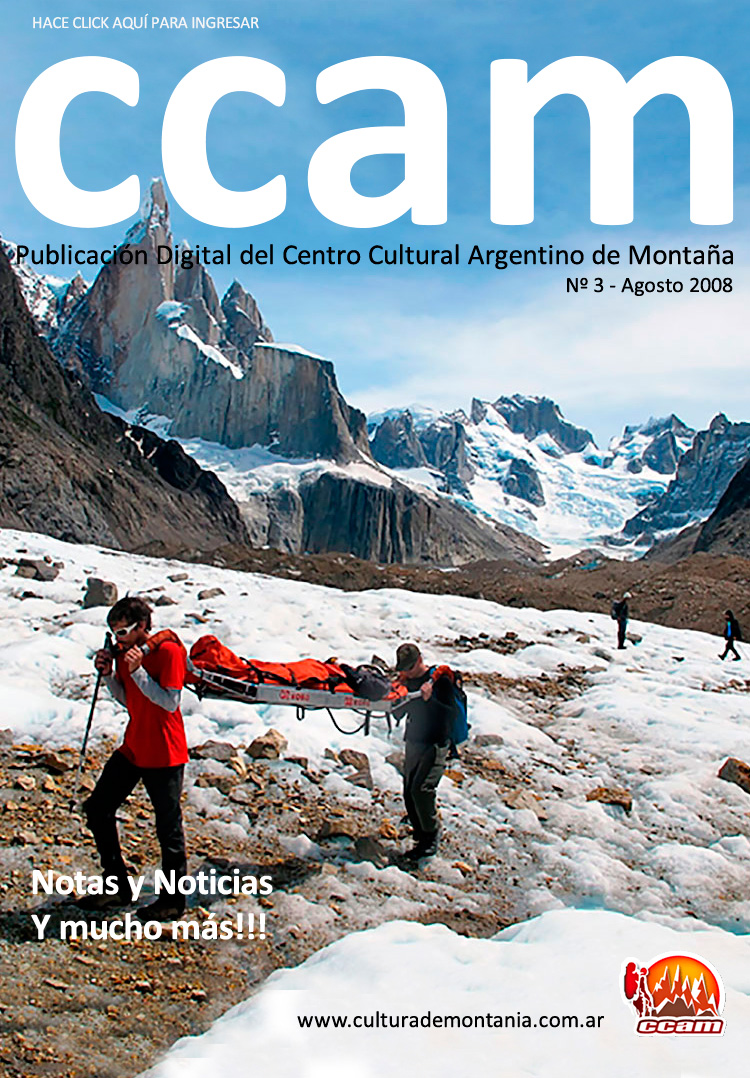 HACE CLICK AQUÍ PARA INGRESAR
ccam
Publicación Digital del Centro Cultural Argentino de Montaña
Nº 3 - Agosto 2008
Notas y Noticias
Y mucho más!!!
www.culturademontania.com.ar
ccam